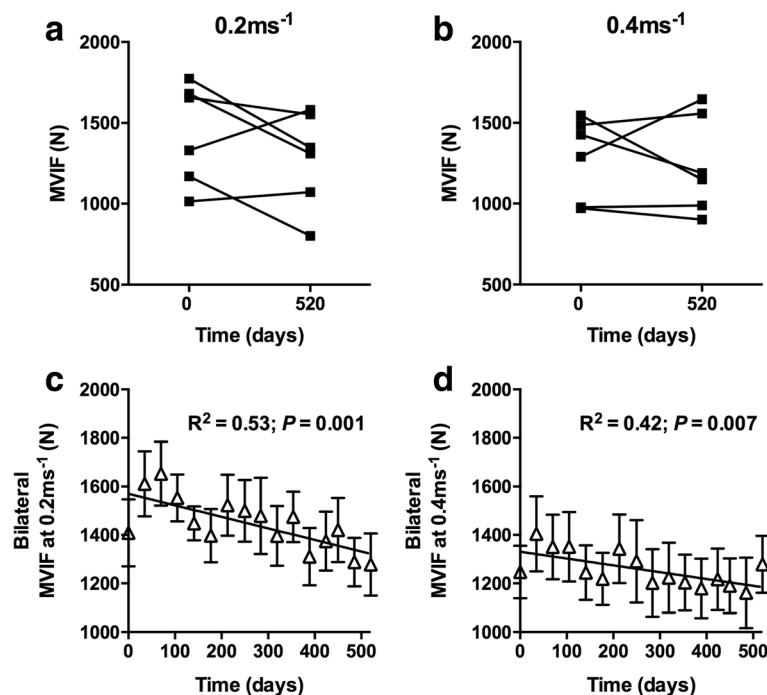 a
0.2ms⁻¹
2000
1500
1000
500
MVIF (N)
0
520
Time (days)
b
0.4ms⁻¹
2000
1500
1000
500
MVIF (N)
0
520
Time (days)
c
2000
1800
1600
1400
1200
1000
Bilateral
MVIF at 0.2ms⁻¹ (N)
R² = 0.53; P = 0.001
0 100 200 300 400 500
Time (days)
d
2000
1800
1600
1400
1200
1000
Bilateral
MVIF at 0.4ms⁻¹ (N)
R² = 0.42; P = 0.007
0 100 200 300 400 500
Time (days)